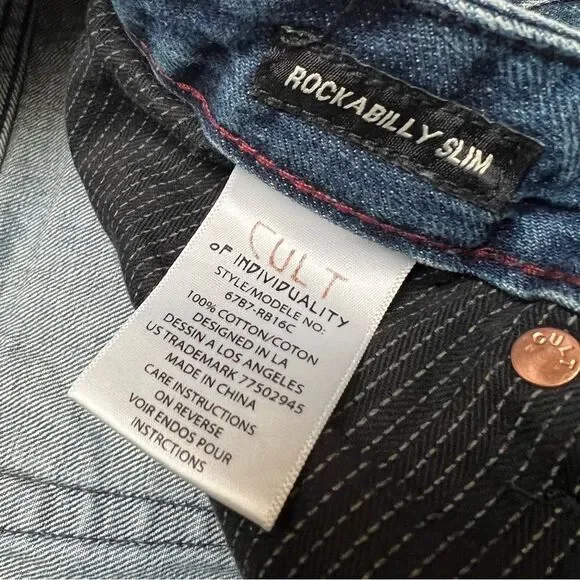 ROCKABILLY SLIM
CULT
OF INDIVIDUALITY
STYLE/MODELE NO:
67B7-RB16C
100% COTTON/COTON
DESIGNED IN LA
DESSIN A LOS ANGELES
US TRADEMARK 77502945
MADE IN CHINA
CARE INSTRUCTIONS
ON REVERSE
VOIR ENDOS POUR
INSTRCTIONS
CULT